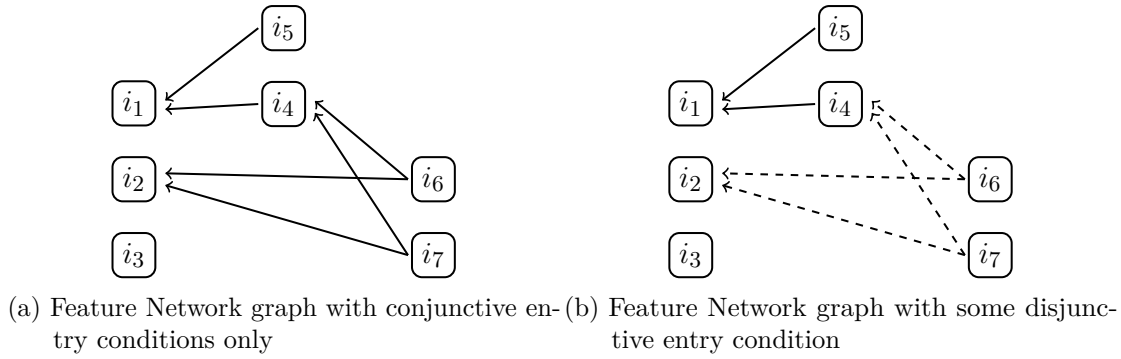 i₅ i₅
i₁ i₄ i₁ i₄
i₂ i₆ i₂ i₆
i₃ i₇ i₃ i₇
(a) Feature Network graph with conjunctive en-
try conditions only
(b) Feature Network graph with some disjunc-
tive entry condition